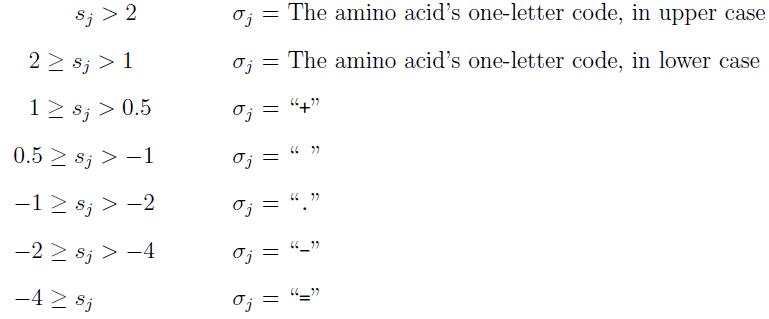 s_j > 2 σ_j = The amino acid’s one-letter code, in upper case
2 ≥ s_j > 1 σ_j = The amino acid’s one-letter code, in lower case
1 ≥ s_j > 0.5 σ_j = “+”
0.5 ≥ s_j > −1 σ_j = “ ”
−1 ≥ s_j > −2 σ_j = “.”
−2 ≥ s_j > −4 σ_j = “-”
−4 ≥ s_j σ_j = “=”